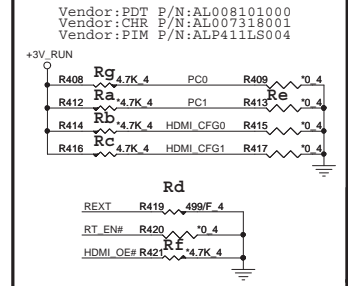 Vendor:PDT P/N:AL008101000
Vendor:CHR P/N:AL007318001
Vendor:PIM P/N:ALP411LS004
+3V_RUN
R408 Rg 4.7K_4 PC0 R409 *0_4
R412 Ra *4.7K_4 PC1 R413 Re *0_4
R414 Rb *4.7K_4 HDMI_CFG0 R415 *0_4
R416 Rc 4.7K_4 HDMI_CFG1 R417 *0_4
Rd
REXT R419 499/F_4
RT_EN# R420 *0_4
HDMI_OE# R421 Rf *4.7K_4